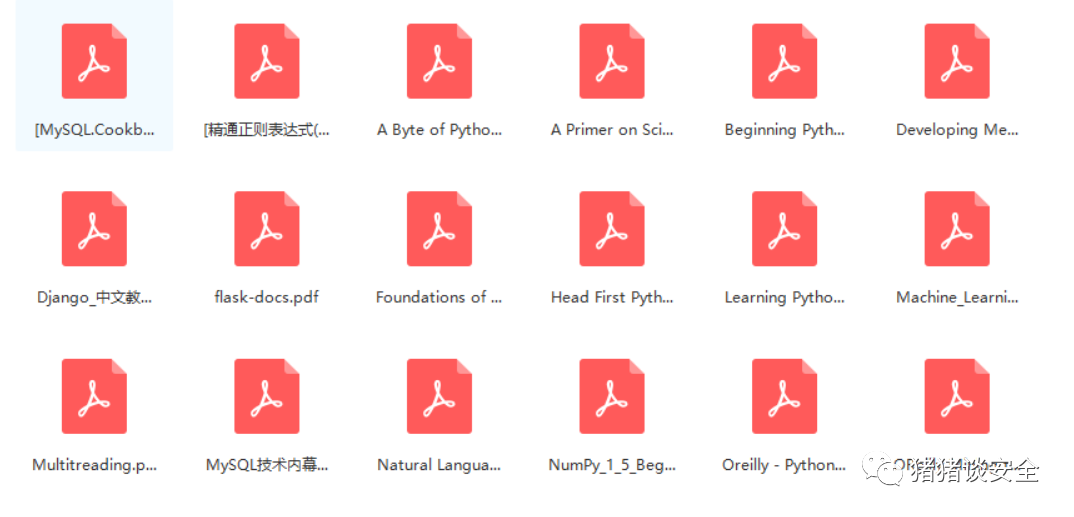 [MySQL.Cookb...
[精通正则表达式(...
A Byte of Pytho...
A Primer on Sci...
Beginning Pyth...
Developing Me...
Django_中文教...
flask-docs.pdf
Foundations of ...
Head First Pyth...
Learning Pytho...
Machine_Learni...
Multitreading.p...
MySQL技术内幕...
Natural Langua...
NumPy_1_5_Beg...
Oreilly - Python...
猪猪谈安全